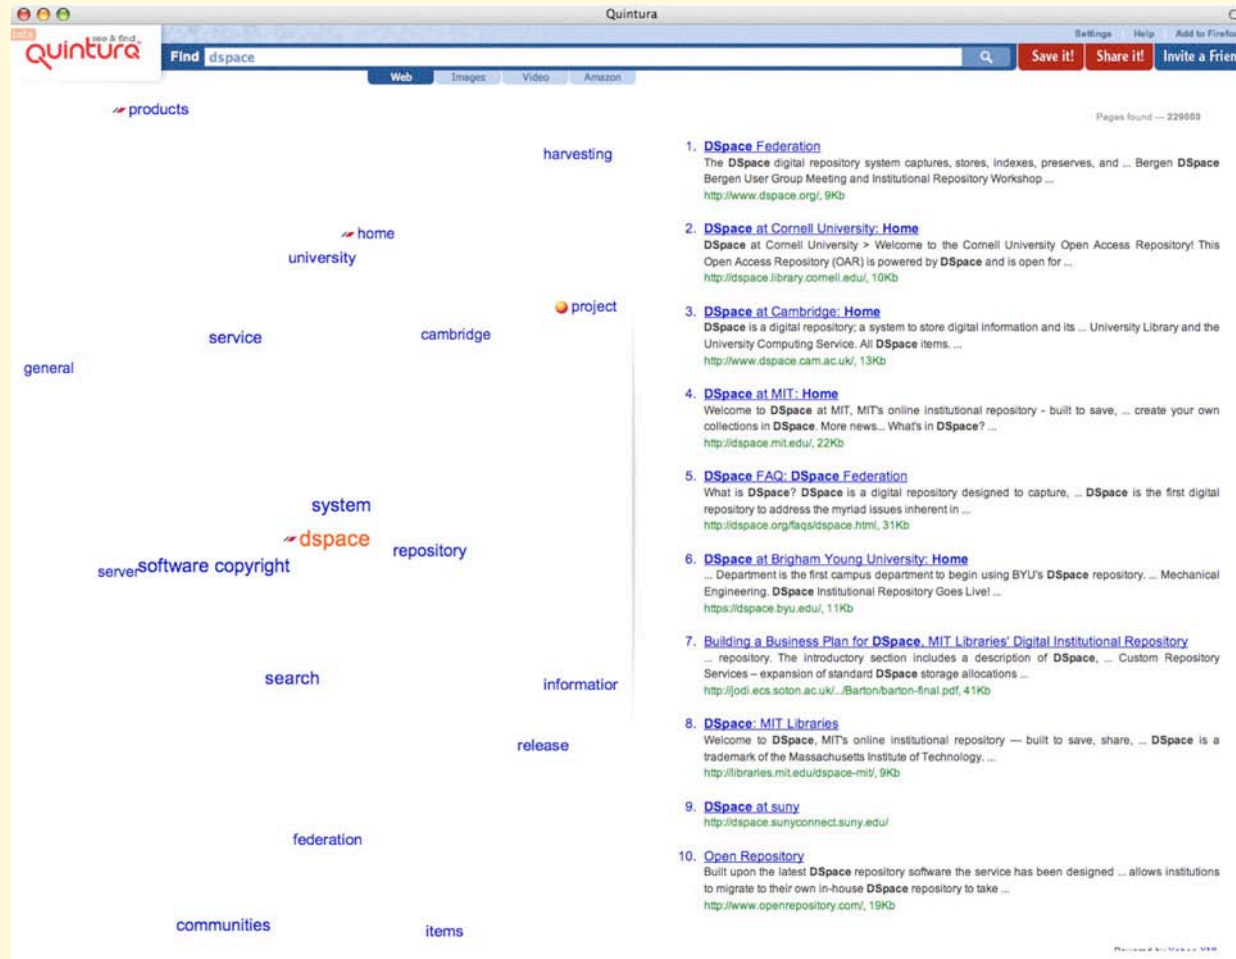 Quintura
beta
see & find
Quintura
Settings Help Add to Firefo
Find dspace
Save it! Share it! Invite a Frien
Web Images Video Amazon
products
harvesting
home
university
project
service
cambridge
general
system
dspace
repository
server
software copyright
search
informatior
release
federation
communities
items
Pages found — 229000
1. DSpace Federation
The DSpace digital repository system captures, stores, indexes, preserves, and ... Bergen DSpace
Bergen User Group Meeting and Institutional Repository Workshop ...
http://www.dspace.org/, 9Kb
2. DSpace at Cornell University: Home
DSpace at Cornell University > Welcome to the Cornell University Open Access Repository! This
Open Access Repository (OAR) is powered by DSpace and is open for ...
http://dspace.library.cornell.edu/, 10Kb
3. DSpace at Cambridge: Home
DSpace is a digital repository; a system to store digital information and its ... University Library and the
University Computing Service. All DSpace items. ...
http://www.dspace.cam.ac.uk/, 13Kb
4. DSpace at MIT: Home
Welcome to DSpace at MIT, MIT's online institutional repository - built to save, ... create your own
collections in DSpace. More news... What's in DSpace? ...
http://dspace.mit.edu/, 22Kb
5. DSpace FAQ: DSpace Federation
What is DSpace? DSpace is a digital repository designed to capture, ... DSpace is the first digital
repository to address the myriad issues inherent in ...
http://dspace.org/faqs/dspace.html, 31Kb
6. DSpace at Brigham Young University: Home
... Department is the first campus department to begin using BYU's DSpace repository. ... Mechanical
Engineering. DSpace Institutional Repository Goes Live! ...
https://dspace.byu.edu/, 11Kb
7. Building a Business Plan for DSpace, MIT Libraries' Digital Institutional Repository
... repository. The introductory section includes a description of DSpace, ... Custom Repository
Services – expansion of standard DSpace storage allocations ...
http://jodi.ecs.soton.ac.uk/.../Barton/barton-final.pdf, 41Kb
8. DSpace: MIT Libraries
Welcome to DSpace, MIT's online institutional repository — built to save, share, ... DSpace is a
trademark of the Massachusetts Institute of Technology. ...
http://libraries.mit.edu/dspace-mit/, 9Kb
9. DSpace at suny
http://dspace.sunyconnect.suny.edu/
10. Open Repository
Built upon the latest DSpace repository software the service has been designed ... allows institutions
to migrate to their own in-house DSpace repository to take ...
http://www.openrepository.com/, 19Kb